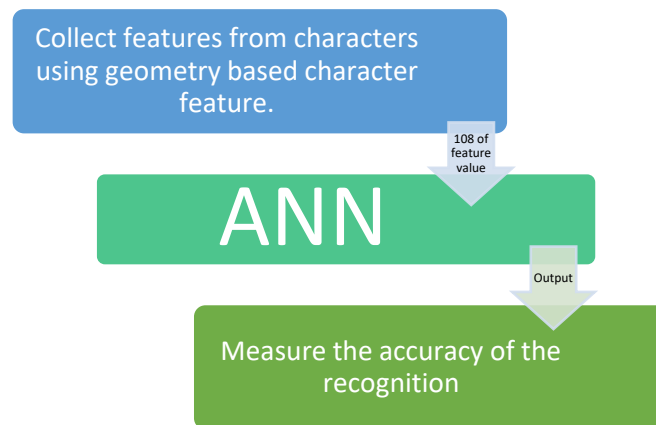 Collect features from characters
using geometry based character
feature.
108 of
feature
value
ANN
Output
Measure the accuracy of the
recognition